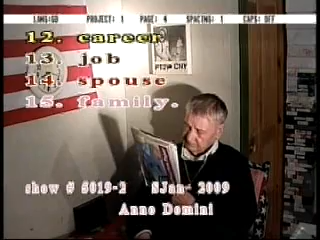 LANG:GD PROJECT: 1 PAGE: 4 SPACING: 1 CAPS: OFF
12. career
13. job
14. spouse
15. family.
show # 5019-2 8Jan 2009
Anno Domini